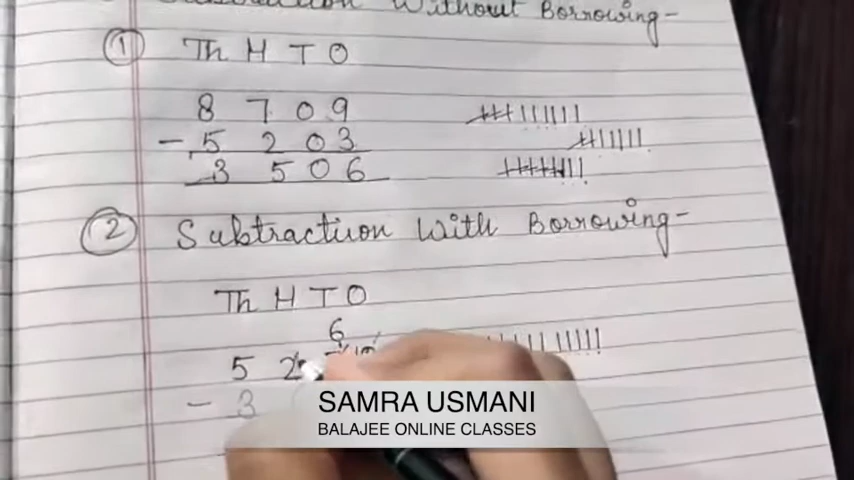 Without Borrowing-
① Th H T O
8 7 0 9
- 5 2 0 3
3 5 0 6
② Subtraction With Borrowing-
Th H T O
6
5 2
- 3
SAMRA USMANI
BALAJEE ONLINE CLASSES